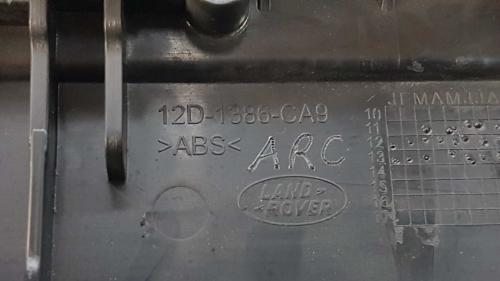 12D-1386-CA9
>ABS<
ARC
LAND-
-ROVER
J F M A M J J A
10
11
12
13
14
15
16